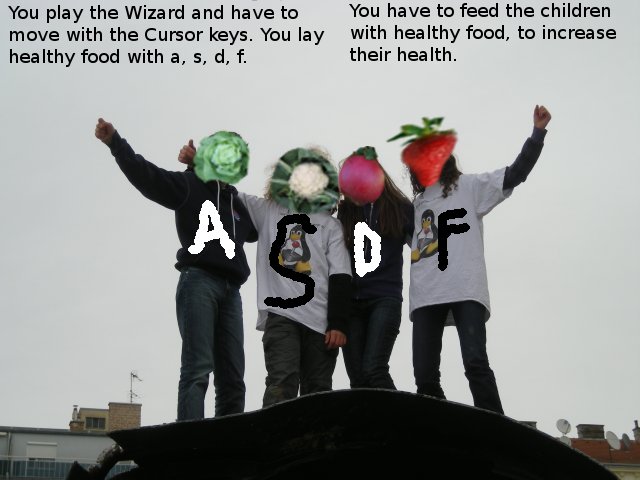 You play the Wizard and have to
move with the Cursor keys. You lay
healthy food with a, s, d, f.
You have to feed the children
with healthy food, to increase
their health.
A S D F